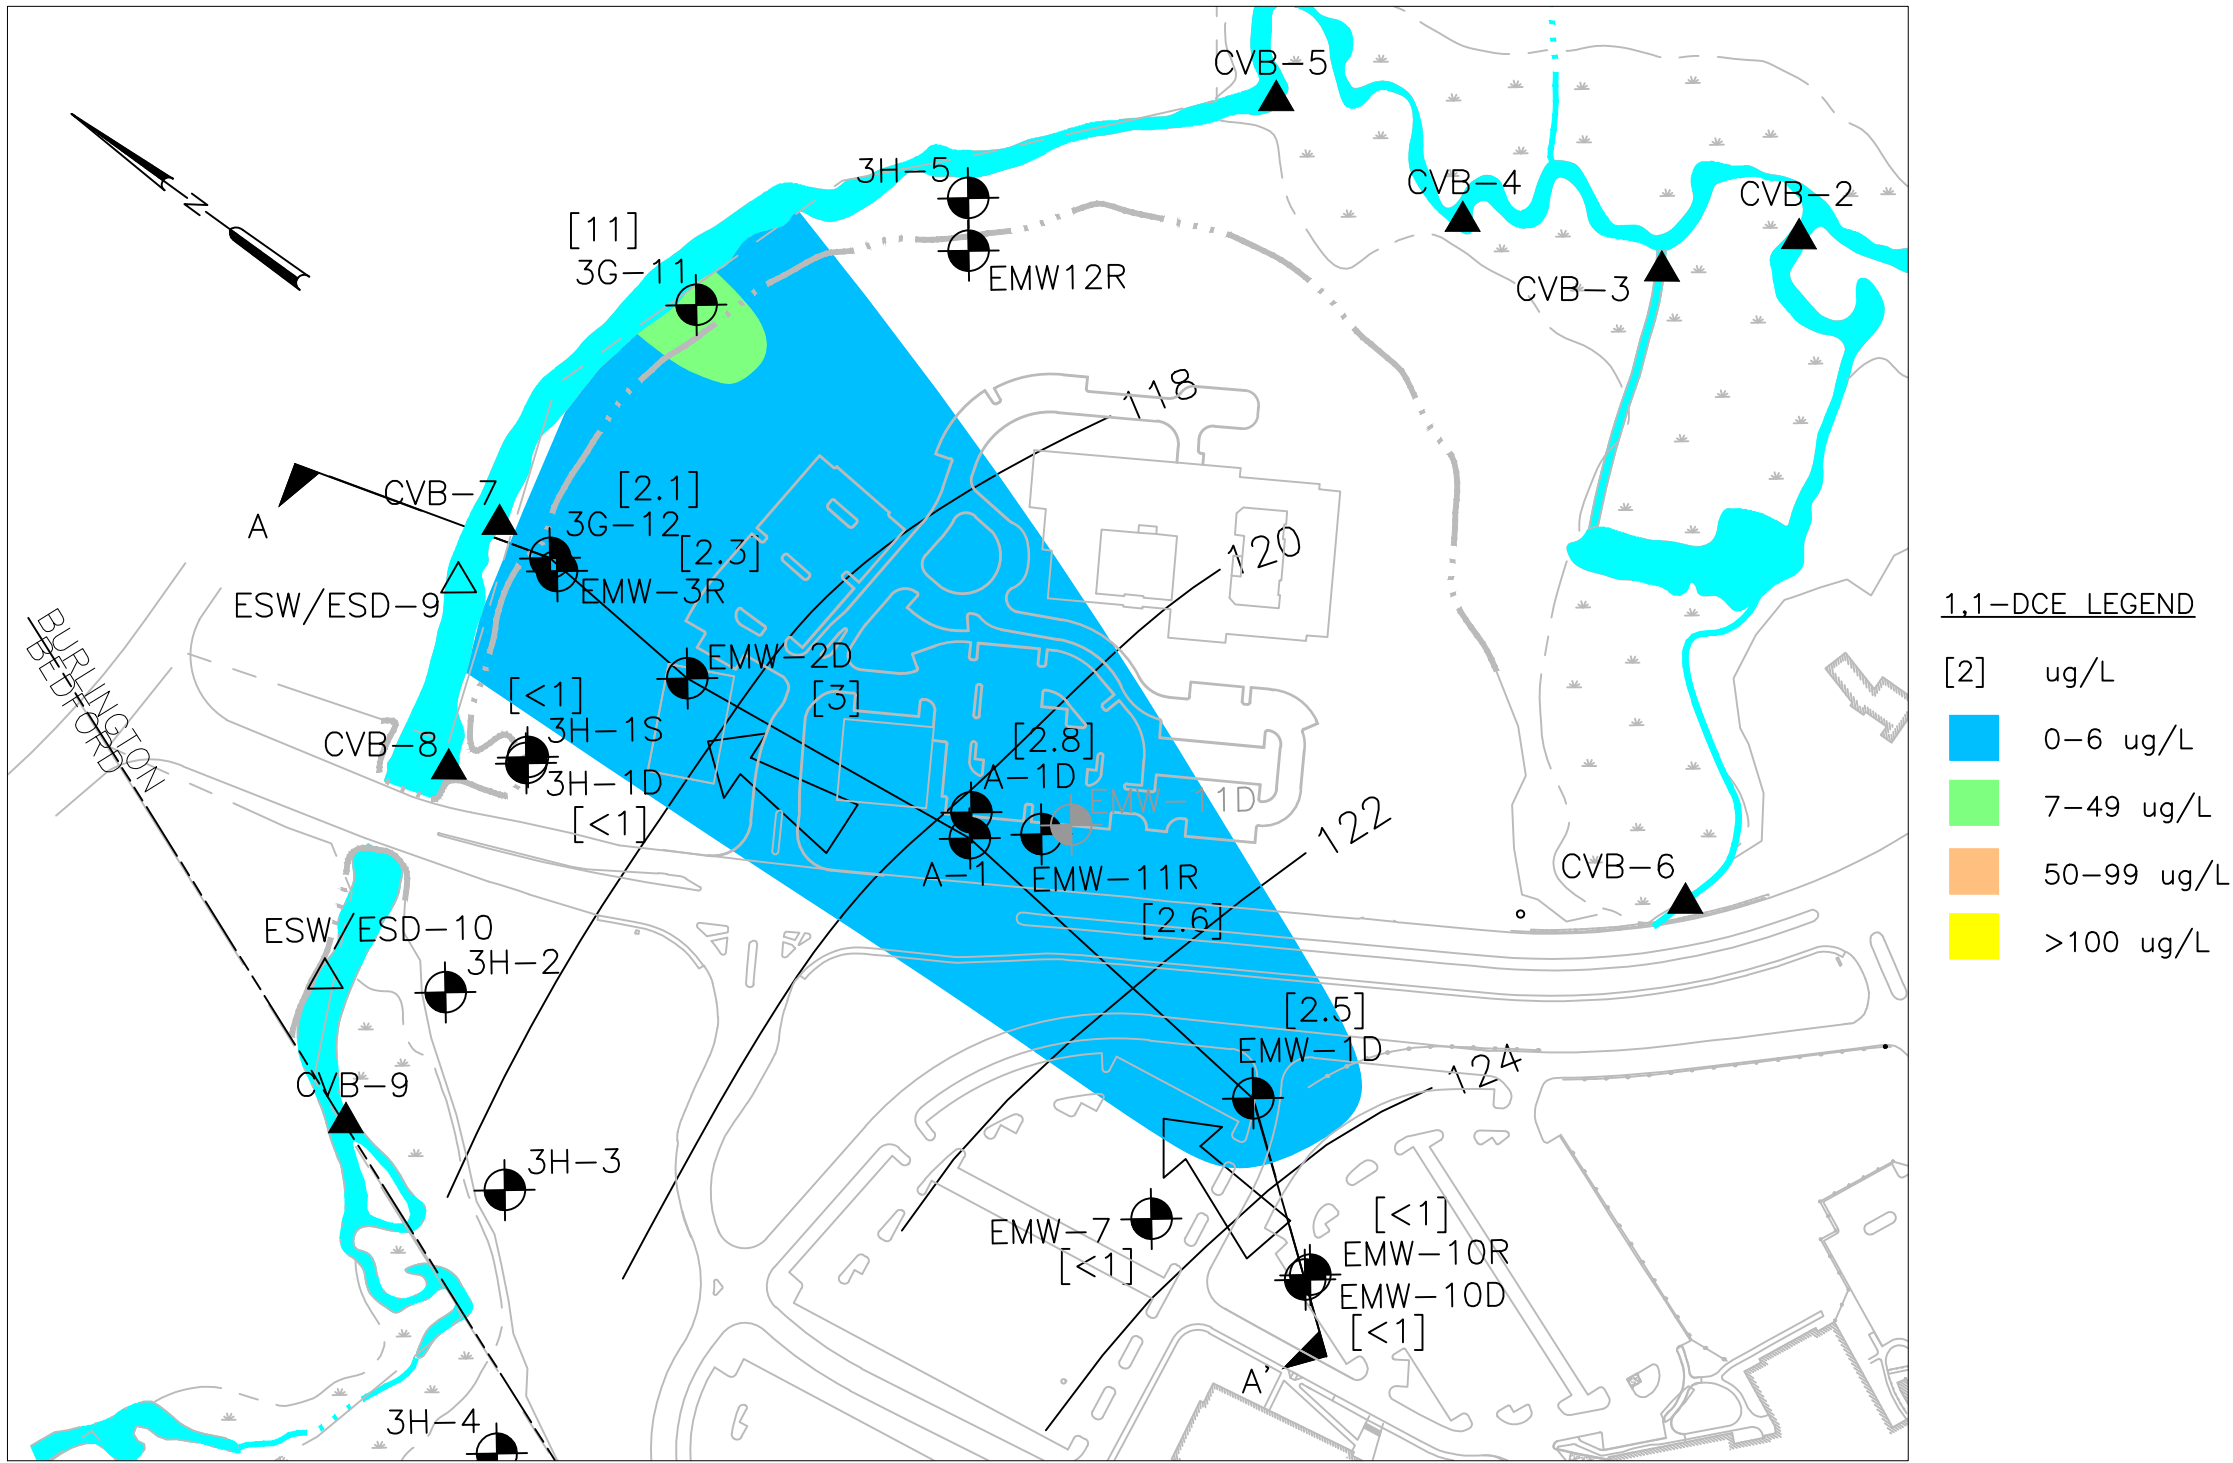 CVB-5
3H-5
CVB-4
CVB-2
[11]
3G-11
EMW12R
CVB-3
N
118
CVB-7
[2.1]
3G-12
A
[2.3]
120
EMW-3R
ESW/ESD-9
1,1-DCE LEGEND
BURLINGTON
BEDFORD
EMW-2D
[2] ug/L
[<1]
[3]
3H-1S
CVB-8
[2.8]
0-6 ug/L
A-1D
3H-1D
EMW-11D
7-49 ug/L
[<1]
122
A-1
EMW-11R
CVB-6
50-99 ug/L
[2.6]
ESW/ESD-10
>100 ug/L
3H-2
[2.5]
EMW-1D
124
CVB-9
3H-3
[<1]
EMW-7
EMW-10R
[<1]
EMW-10D
[<1]
A'
3H-4